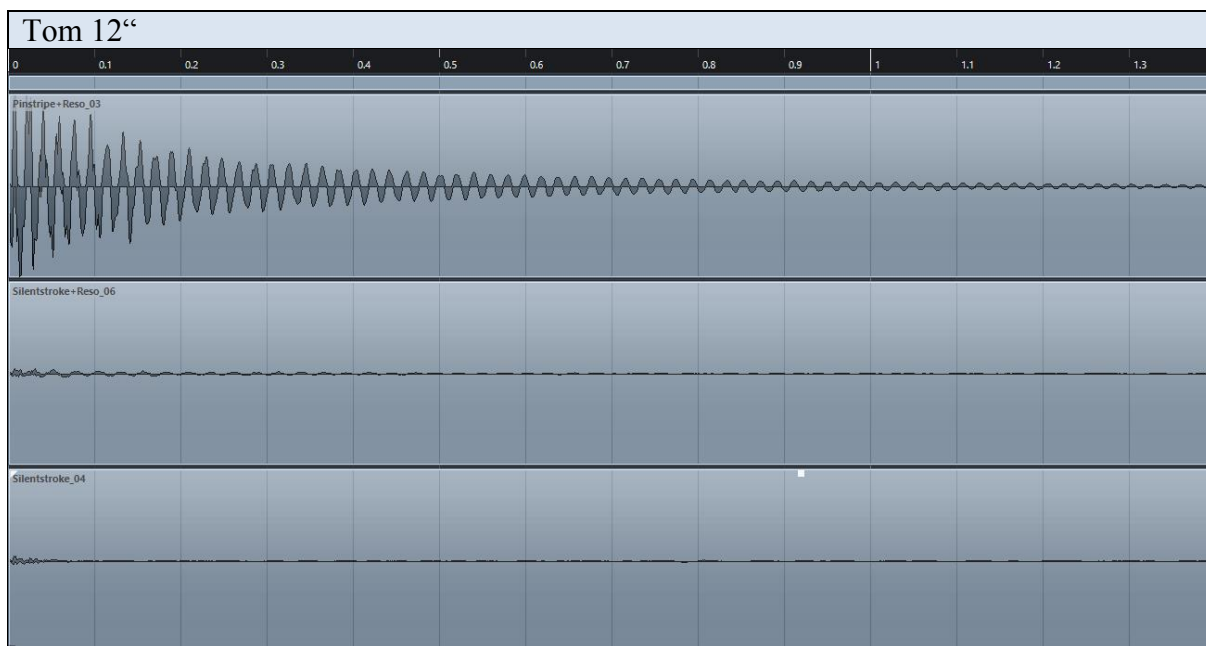 Tom 12“
0 0.1 0.2 0.3 0.4 0.5 0.6 0.7 0.8 0.9 1 1.1 1.2 1.3
Pinstripe+Reso_03
Silentstroke+Reso_06
Silentstroke_04